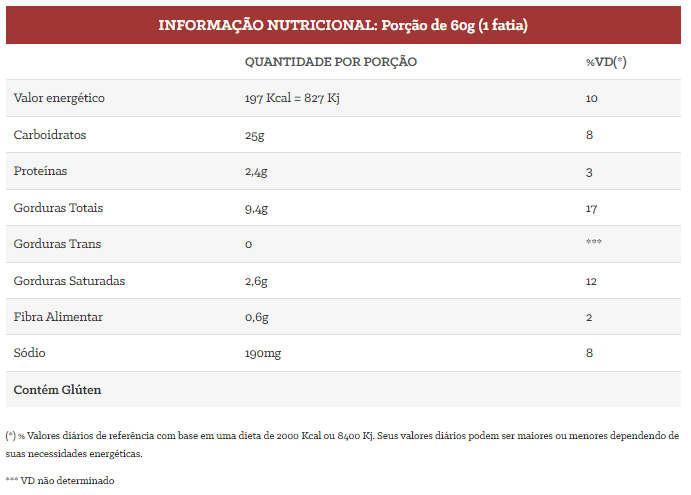 INFORMAÇÃO NUTRICIONAL: Porção de 60g (1 fatia)
QUANTIDADE POR PORÇÃO %VD(*)
Valor energético 197 Kcal = 827 Kj 10
Carboidratos 25g 8
Proteínas 2,4g 3
Gorduras Totais 9,4g 17
Gorduras Trans 0 ***
Gorduras Saturadas 2,6g 12
Fibra Alimentar 0,6g 2
Sódio 190mg 8
Contém Glúten
(*) % Valores diários de referência com base em uma dieta de 2000 Kcal ou 8400 Kj. Seus valores diários podem ser maiores ou menores dependendo de
suas necessidades energéticas.
*** VD não determinado